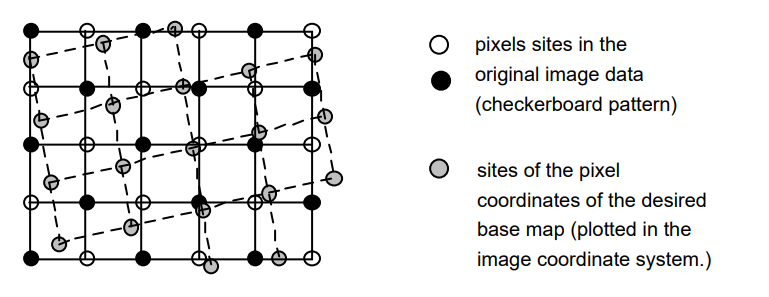 pixels sites in the
original image data
(checkerboard pattern)
sites of the pixel
coordinates of the desired
base map (plotted in the
image coordinate system.)